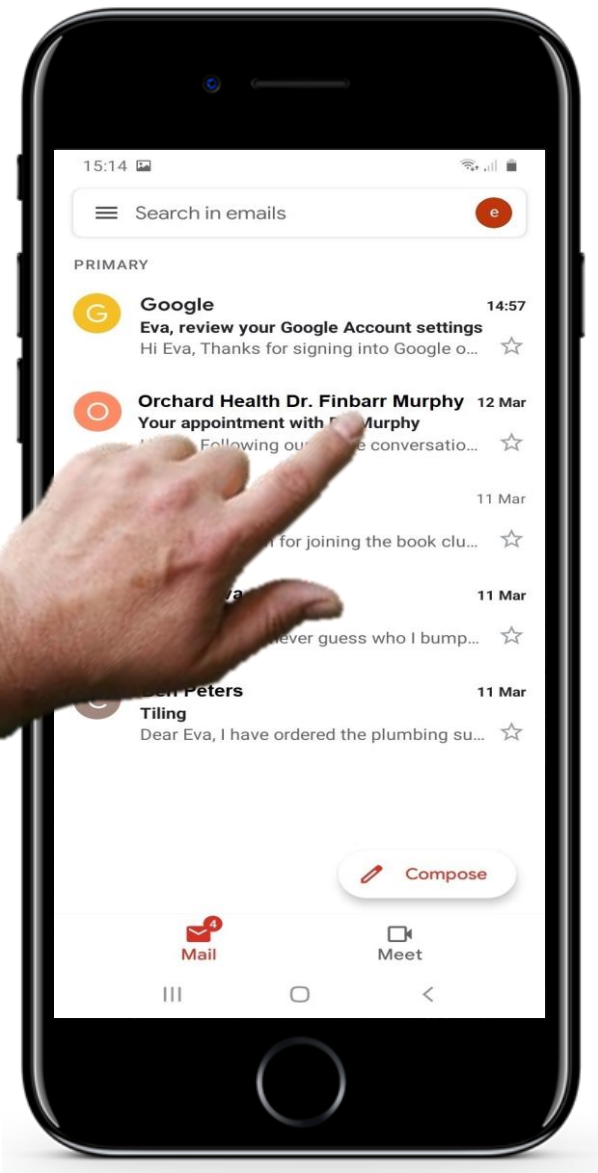 15:14
Search in emails
e
PRIMARY
G
Google
14:57
Eva, review your Google Account settings
Hi Eva, Thanks for signing into Google o...
O
Orchard Health Dr. Finbarr Murphy
12 Mar
Your appointment with Murphy
Following conversatio...
11 Mar
for joining the book clu...
11 Mar
never guess who I bump...
Ben Peters
11 Mar
Tiling
Dear Eva, I have ordered the plumbing su...
Compose
4
Mail
Meet